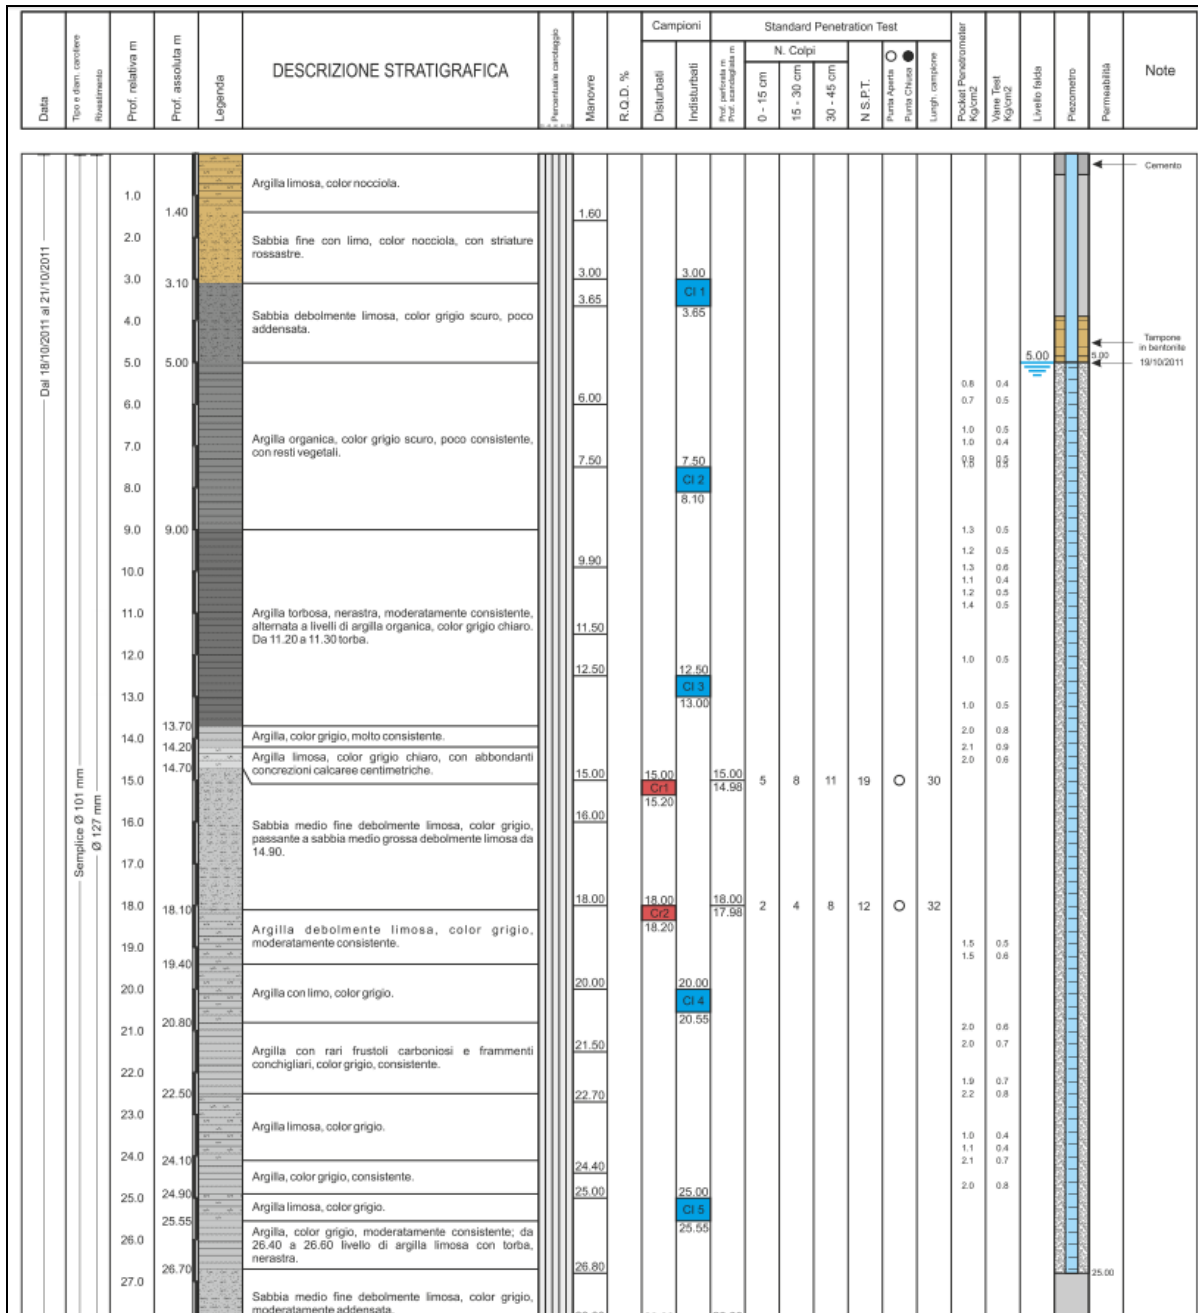 Data
Tipo e diam. carotiere
Rivestimento
Prof. relativa m
Prof. assoluta m
Legenda
DESCRIZIONE STRATIGRAFICA
Percentuale carotaggio
Manovre
R.Q.D. %
Campioni
Disturbati
Indisturbati
Standard Penetration Test
Prof. perforata m
Prof. scandagliata m
N. Colpi
0 - 15 cm
15 - 30 cm
30 - 45 cm
N S.P.T.
Punta Aperta
Punta Chiusa
Lungh. campione
Pocket Penetrometer
Kg/cm2
Vane Test
Kg/cm2
Livello falda
Piezometro
Permeabilità
Note
Dal 18/10/2011 al 21/10/2011
Semplice Ø 101 mm
Ø 127 mm
Cemento
Argilla limosa, color nocciola.
1.0
1.40
1.60
2.0
Sabbia fine con limo, color nocciola, con striature
rossastre.
3.0
3.10
3.00
3.00
CI 1
3.65
3.65
Sabbia debolmente limosa, color grigio scuro, poco
addensata.
4.0
Tampone
in bentonite
5.0
5.00
5.00
5.00
19/10/2011
0.8 0.4
6.0
6.00
0.7 0.5
1.0 0.5
Argilla organica, color grigio scuro, poco consistente,
con resti vegetali.
7.0
1.0 0.4
7.50
7.50
0.9 0.5
1.0 0.5
CI 2
8.0
8.10
9.0
9.00
1.3 0.5
1.2 0.5
9.90
1.3 0.6
10.0
1.1 0.4
1.2 0.5
1.4 0.5
11.0
Argilla torbosa, nerastra, moderatamente consistente,
alternata a livelli di argilla organica, color grigio chiaro.
Da 11.20 a 11.30 torba.
11.50
12.0
1.0 0.5
12.50
12.50
CI 3
13.0
13.00
1.0 0.5
13.70
2.0 0.8
14.0
Argilla, color grigio, molto consistente.
14.20
2.1 0.9
Argilla limosa, color grigio chiaro, con abbondanti
concrezioni calcaree centimetriche.
2.0 0.6
14.70
15.0
15.00
15.00
Cr1
15.20
15.00
14.98
5 8 11 19 30
16.0
16.00
Sabbia medio fine debolmente limosa, color grigio,
passante a sabbia medio grossa debolmente limosa da
14.90.
17.0
18.0
18.10
18.00
18.00
Cr2
18.20
18.00
17.98
2 4 8 12 32
Argilla debolmente limosa, color grigio,
moderatamente consistente.
19.0
1.5 0.5
1.5 0.6
19.40
Argilla con limo, color grigio.
20.0
20.00
20.00
CI 4
20.55
20.80
21.0
2.0 0.6
2.0 0.7
Argilla con rari frustoli carboniosi e frammenti
conchigliari, color grigio, consistente.
21.50
22.0
1.9 0.7
2.2 0.8
22.50
22.70
23.0
Argilla limosa, color grigio.
1.0 0.4
1.1 0.4
24.0
24.10
2.1 0.7
24.40
Argilla, color grigio, consistente.
2.0 0.8
24.90
25.0
25.00
25.00
Argilla limosa, color grigio.
CI 5
25.55
25.55
Argilla, color grigio, moderatamente consistente; da
26.40 a 26.60 livello di argilla limosa con torba,
nerastra.
26.0
26.70
26.80
25.00
27.0
Sabbia medio fine debolmente limosa, color grigio,
moderatamente addensata.